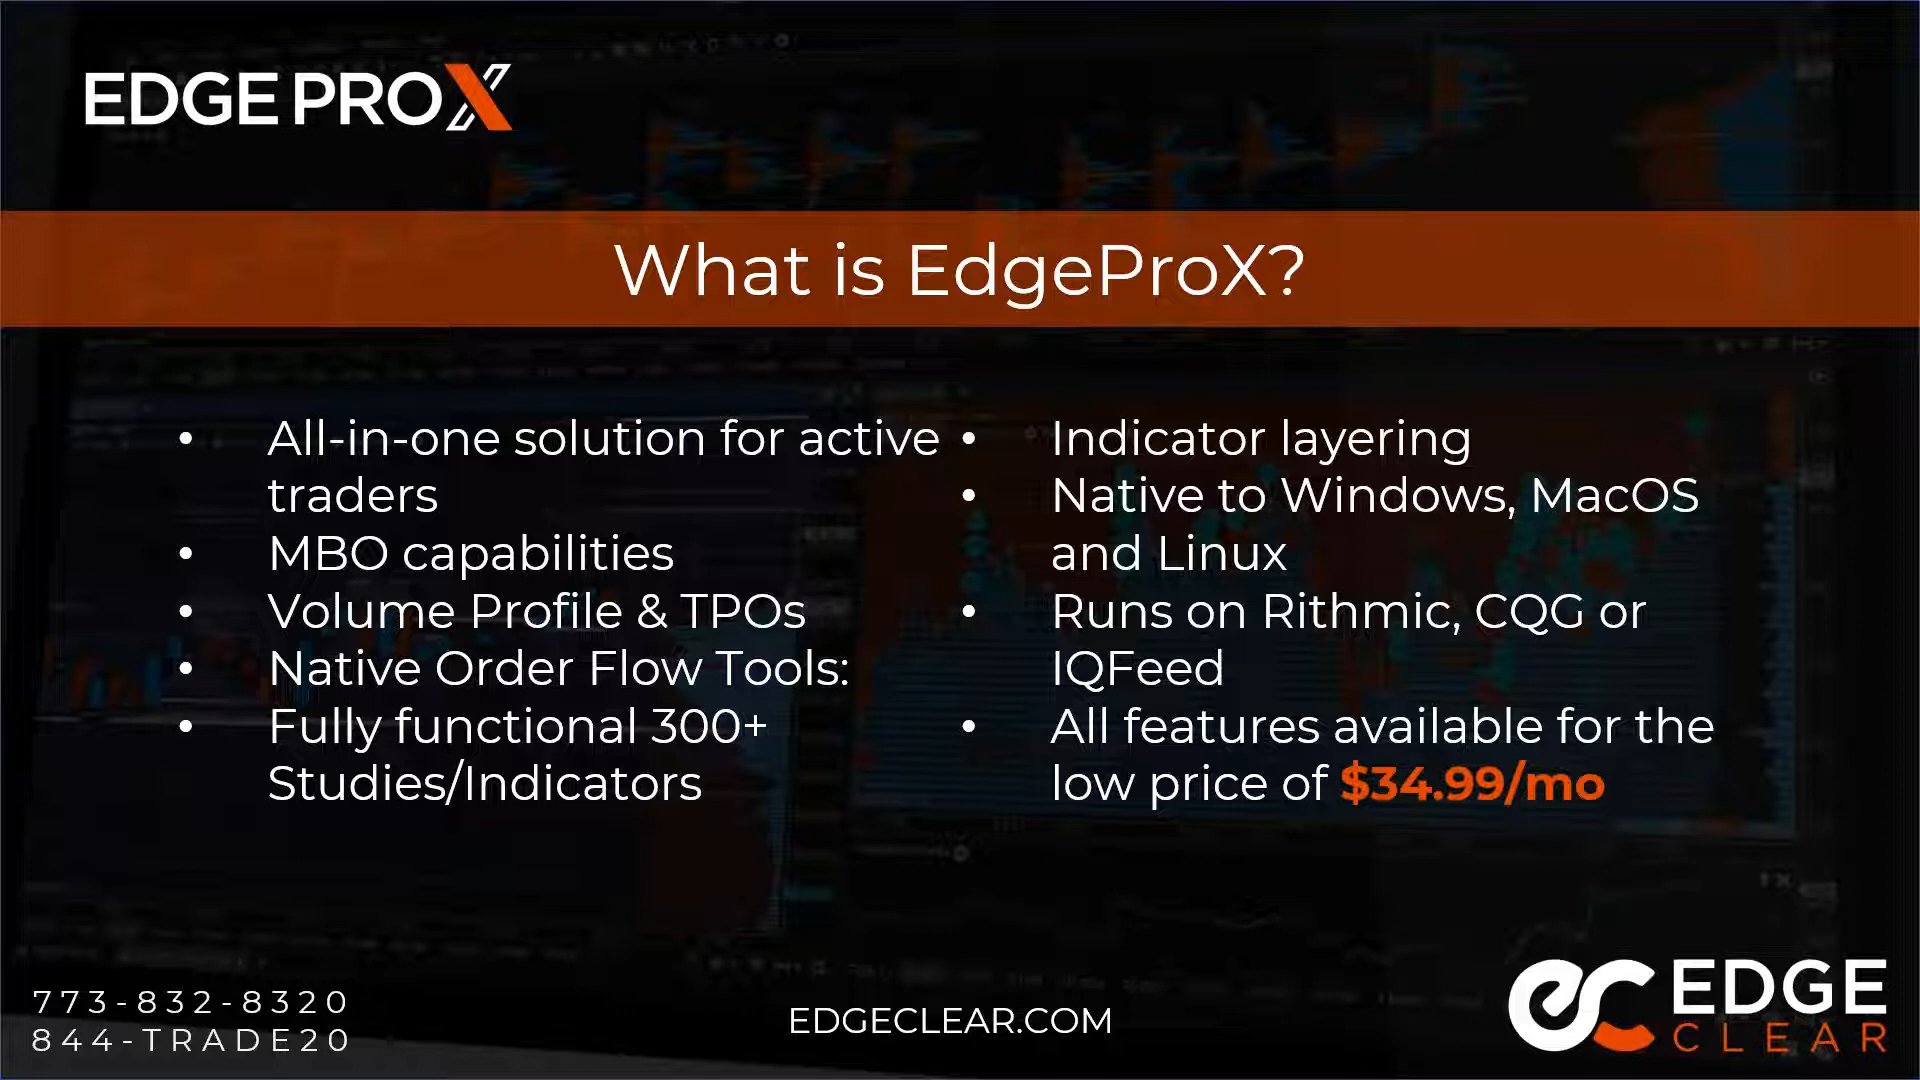 EDGE PROX
What is EdgeProX?
• All-in-one solution for active
traders
• MBO capabilities
• Volume Profile & TPOs
• Native Order Flow Tools:
• Fully functional 300+
Studies/Indicators
• Indicator layering
• Native to Windows, MacOS
and Linux
• Runs on Rithmic, CQG or
IQFeed
• All features available for the
low price of $34.99/mo
773-832-8320
844-TRADE20
EDGECLEAR.COM
ec EDGE
CLEAR